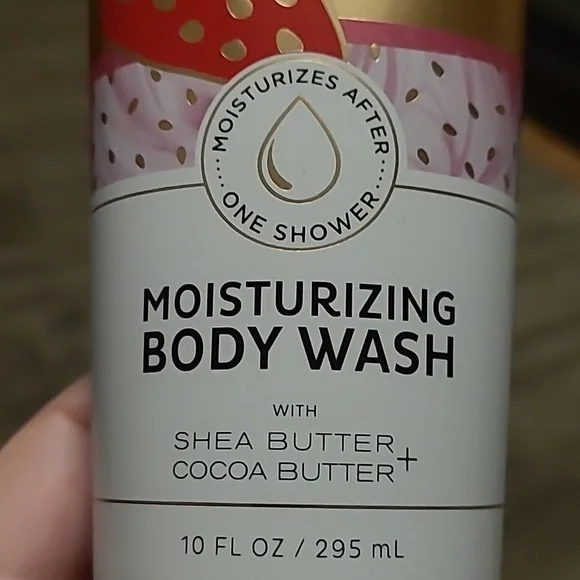 MOISTURIZES AFTER
ONE SHOWER
MOISTURIZING
BODY WASH
WITH
SHEA BUTTER +
COCOA BUTTER
10 FL OZ / 295 mL